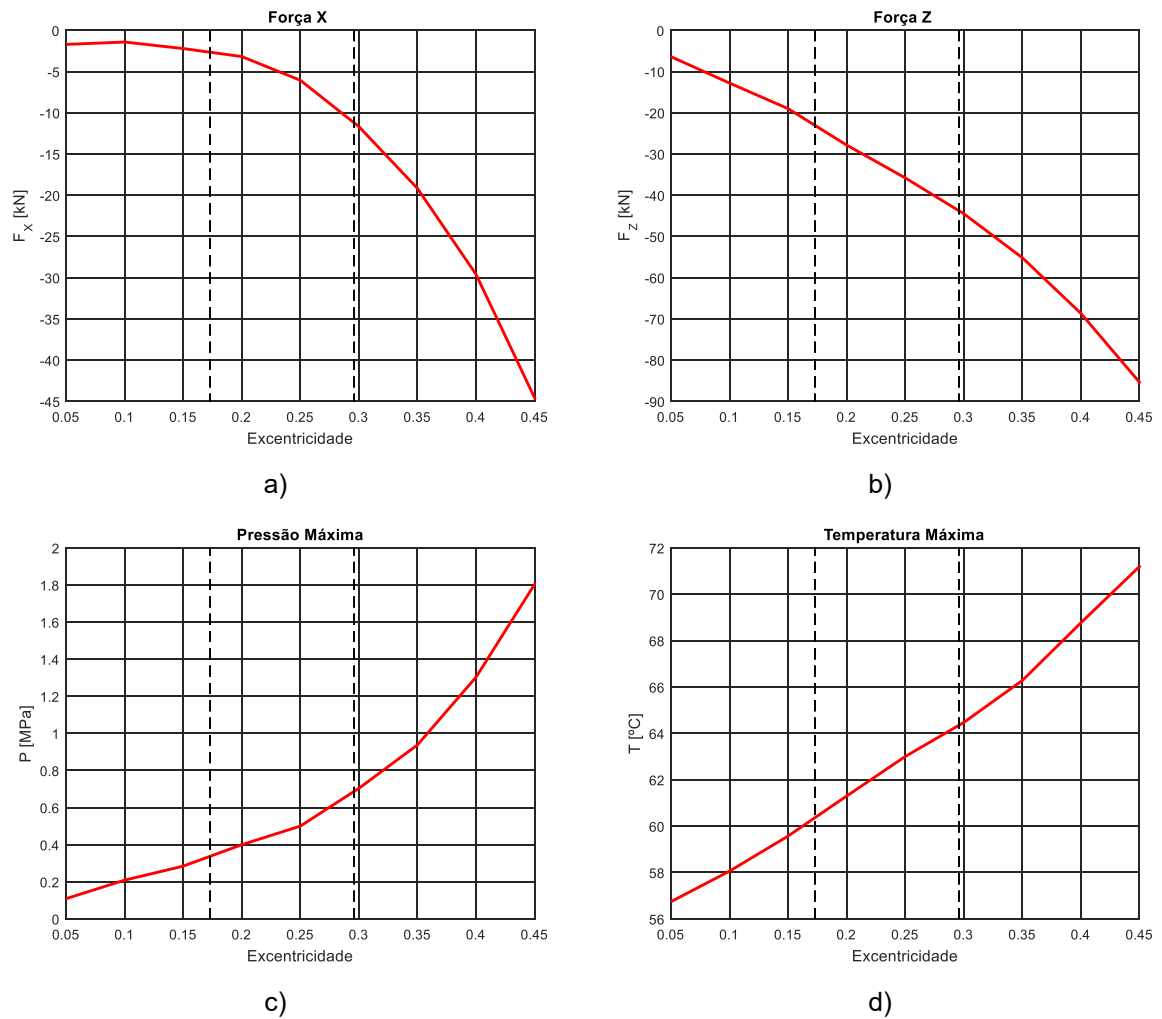 Força X
0
-5
-10
-15
-20
-25
-30
-35
-40
-45
F X [kN]
0.05 0.1 0.15 0.2 0.25 0.3 0.35 0.4 0.45
Excentricidade
a)
Força Z
0
-10
-20
-30
-40
-50
-60
-70
-80
-90
F Z [kN]
0.05 0.1 0.15 0.2 0.25 0.3 0.35 0.4 0.45
Excentricidade
b)
Pressão Máxima
2
1.8
1.6
1.4
1.2
1
0.8
0.6
0.4
0.2
0
P [MPa]
0.05 0.1 0.15 0.2 0.25 0.3 0.35 0.4 0.45
Excentricidade
c)
Temperatura Máxima
72
70
68
66
64
62
60
58
56
T [ºC]
0.05 0.1 0.15 0.2 0.25 0.3 0.35 0.4 0.45
Excentricidade
d)